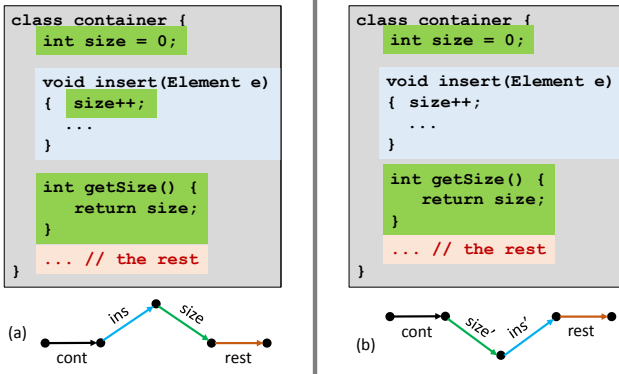 class container {
int size = 0;
void insert(Element e)
{ size++;
...
}
int getSize() {
return size;
}
... // the rest
}
(a)
cont
ins
size
rest
class container {
int size = 0;
void insert(Element e)
{ size++;
...
}
int getSize() {
return size;
}
... // the rest
}
(b)
cont
size’
ins’
rest